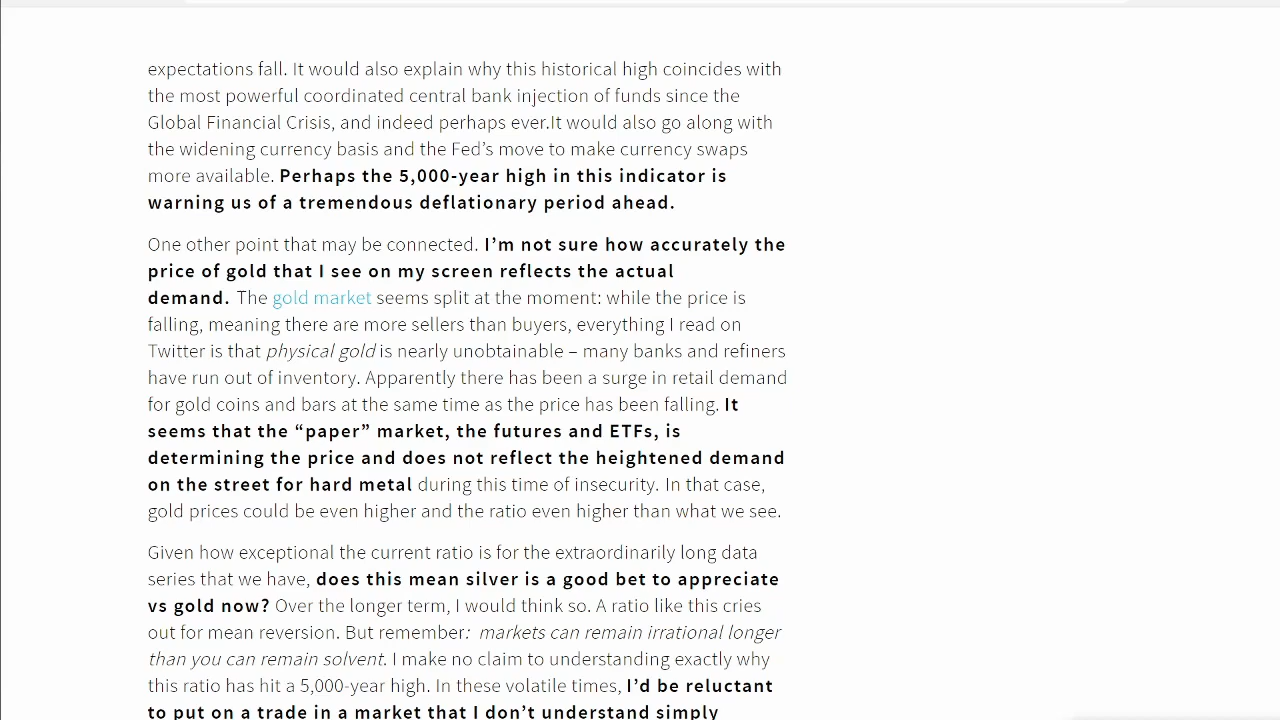 expectations fall. It would also explain why this historical high coincides with
the most powerful coordinated central bank injection of funds since the
Global Financial Crisis, and indeed perhaps ever.It would also go along with
the widening currency basis and the Fed’s move to make currency swaps
more available. Perhaps the 5,000-year high in this indicator is
warning us of a tremendous deflationary period ahead.
One other point that may be connected. I’m not sure how accurately the
price of gold that I see on my screen reflects the actual
demand. The gold market seems split at the moment: while the price is
falling, meaning there are more sellers than buyers, everything I read on
Twitter is that physical gold is nearly unobtainable – many banks and refiners
have run out of inventory. Apparently there has been a surge in retail demand
for gold coins and bars at the same time as the price has been falling. It
seems that the “paper” market, the futures and ETFs, is
determining the price and does not reflect the heightened demand
on the street for hard metal during this time of insecurity. In that case,
gold prices could be even higher and the ratio even higher than what we see.
Given how exceptional the current ratio is for the extraordinarily long data
series that we have, does this mean silver is a good bet to appreciate
vs gold now? Over the longer term, I would think so. A ratio like this cries
out for mean reversion. But remember: markets can remain irrational longer
than you can remain solvent. I make no claim to understanding exactly why
this ratio has hit a 5,000-year high. In these volatile times, I’d be reluctant
to put on a trade in a market that I don’t understand simply